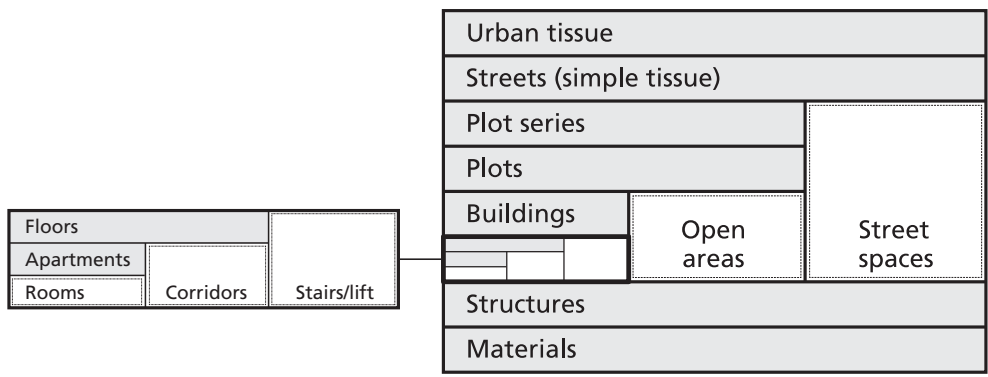 Urban tissue
Streets (simple tissue)
Plot series
Plots
Buildings
Open
areas
Street
spaces
Structures
Materials
Floors
Apartments
Rooms
Corridors
Stairs/lift